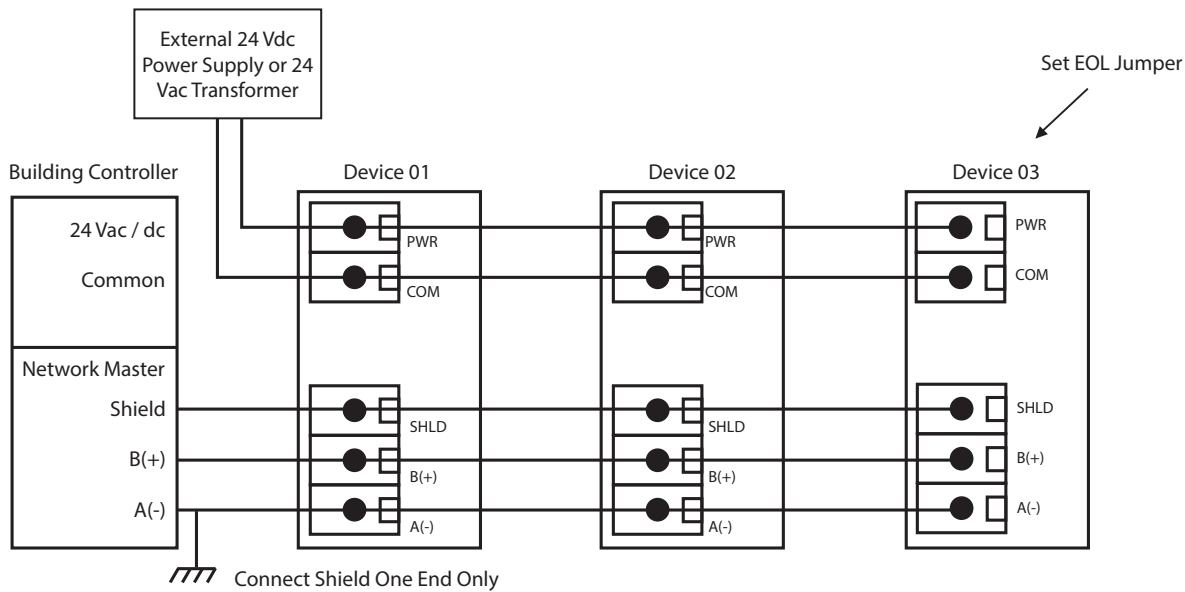 External 24 Vdc
Power Supply or 24
Vac Transformer
Set EOL Jumper
Building Controller
Device 01
Device 02
Device 03
24 Vac / dc
PWR
PWR
PWR
Common
COM
COM
COM
Network Master
Shield
SHLD
SHLD
SHLD
B(+)
B(+)
B(+)
B(+)
A(-)
A(-)
A(-)
A(-)
Connect Shield One End Only